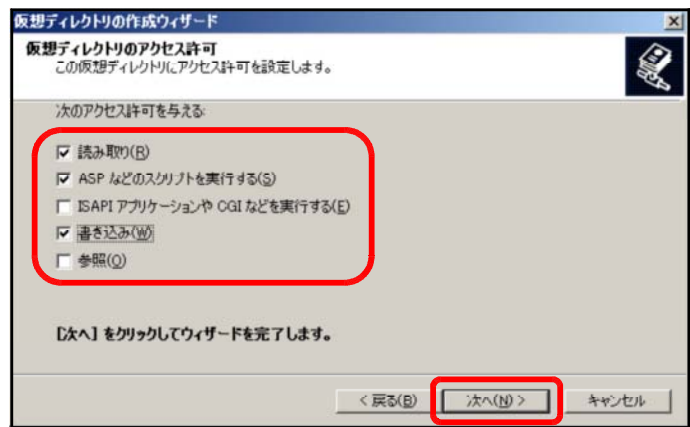 仮想ディレクトリの作成ウィザード
仮想ディレクトリのアクセス許可
この仮想ディレクトリにアクセス許可を設定します。
次のアクセス許可を与える:
読み取り(R)
ASP などのスクリプトを実行する(S)
ISAPI アプリケーションや CGI などを実行する(E)
書き込み(W)
参照(O)
[次へ] をクリックしてウィザードを完了します。
< 戻る(B) 次へ(N) > キャンセル